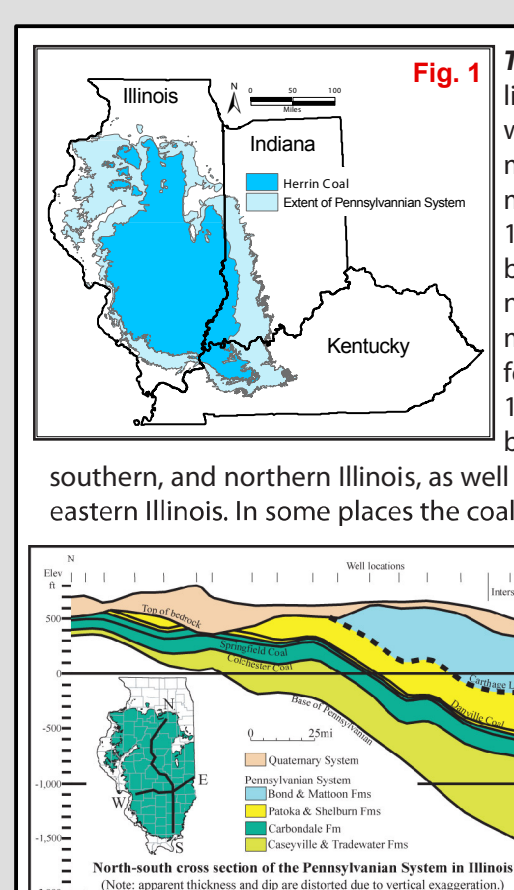 Fig. 1
N
0 50 100
Miles
Illinois
Indiana
Herrin Coal
Extent of Pennsylvannian System
Kentucky
southern, and northern Illinois, as well
eastern Illinois. In some places the coal
N
Elev
ft
Well locations
Inters
500
0
-500
-1,000
-1,500
Top of bedrock
Springfield Coal
Colchester Coal
Base of Pennsylvanian
Carthage L
Danville Coal
N
E
W
S
0 25mi
Quaternary System
Pennsylvanian System
Bond & Mattoon Fms
Patoka & Shelburn Fms
Carbondale Fm
Caseyville & Tradewater Fms
North-south cross section of the Pennsylvanian System in Illinois
(Note: apparent thickness and dip are distorted due to vertical exaggeration.)